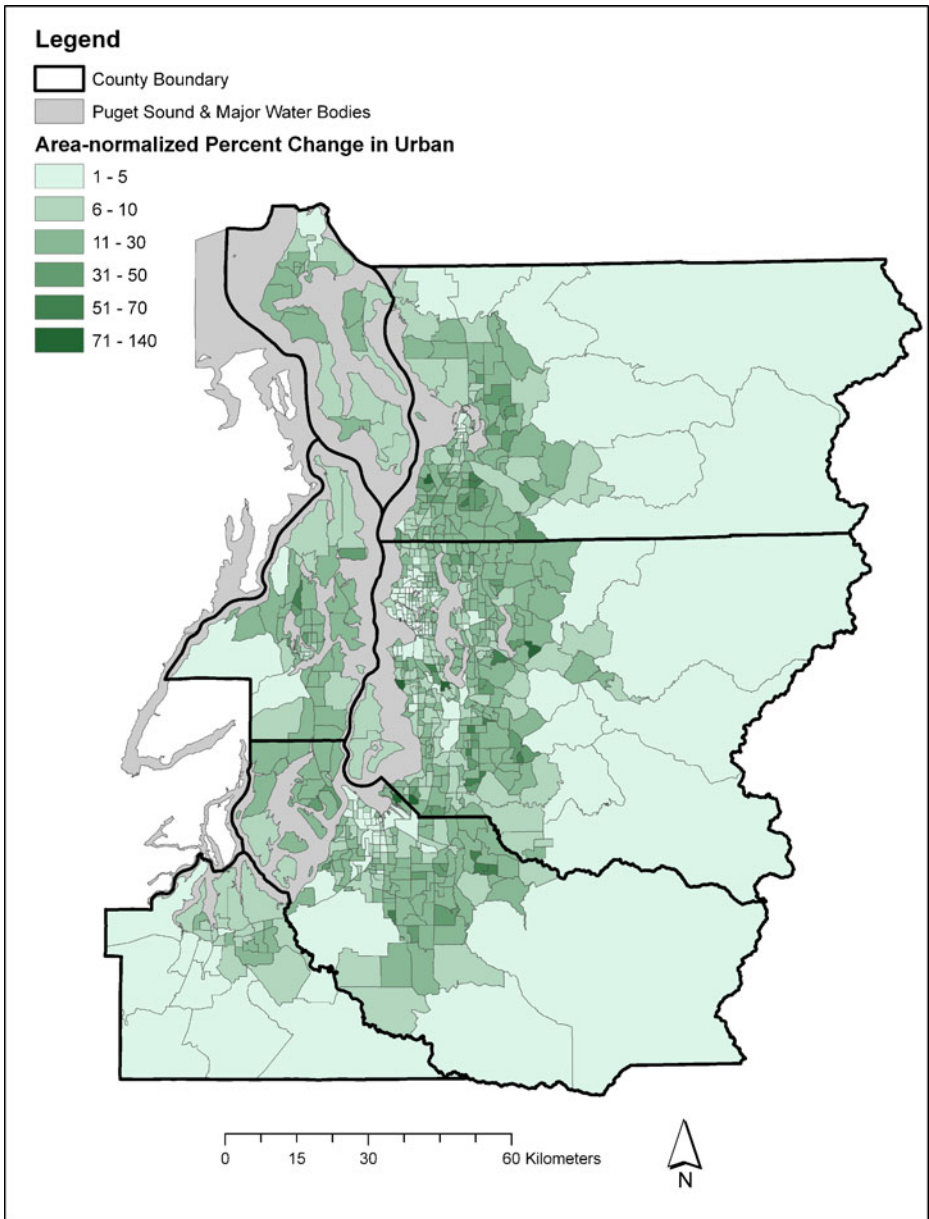 Legend
County Boundary
Puget Sound & Major Water Bodies
Area-normalized Percent Change in Urban
1 - 5
6 - 10
11 - 30
31 - 50
51 - 70
71 - 140
0 15 30 60 Kilometers
N